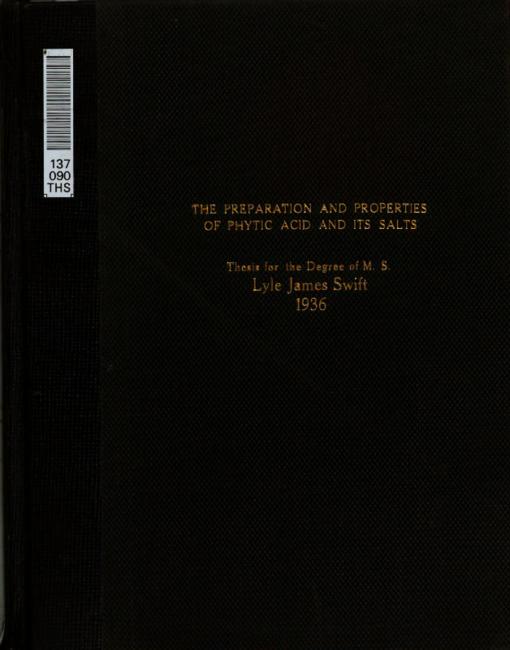 137
090
THS
THE PREPARATION AND PROPERTIES
OF PHYTIC ACID AND ITS SALTS
Thesis for the Degree of M. S.
Lyle James Swift
1936